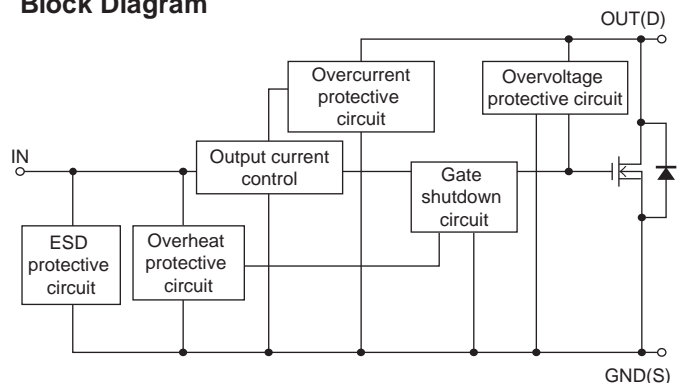 Block Diagram
OUT(D)
Overcurrent
protective
circuit
Overvoltage
protective circuit
IN
Output current
control
Gate
shutdown
circuit
ESD
protective
circuit
Overheat
protective
circuit
GND(S)